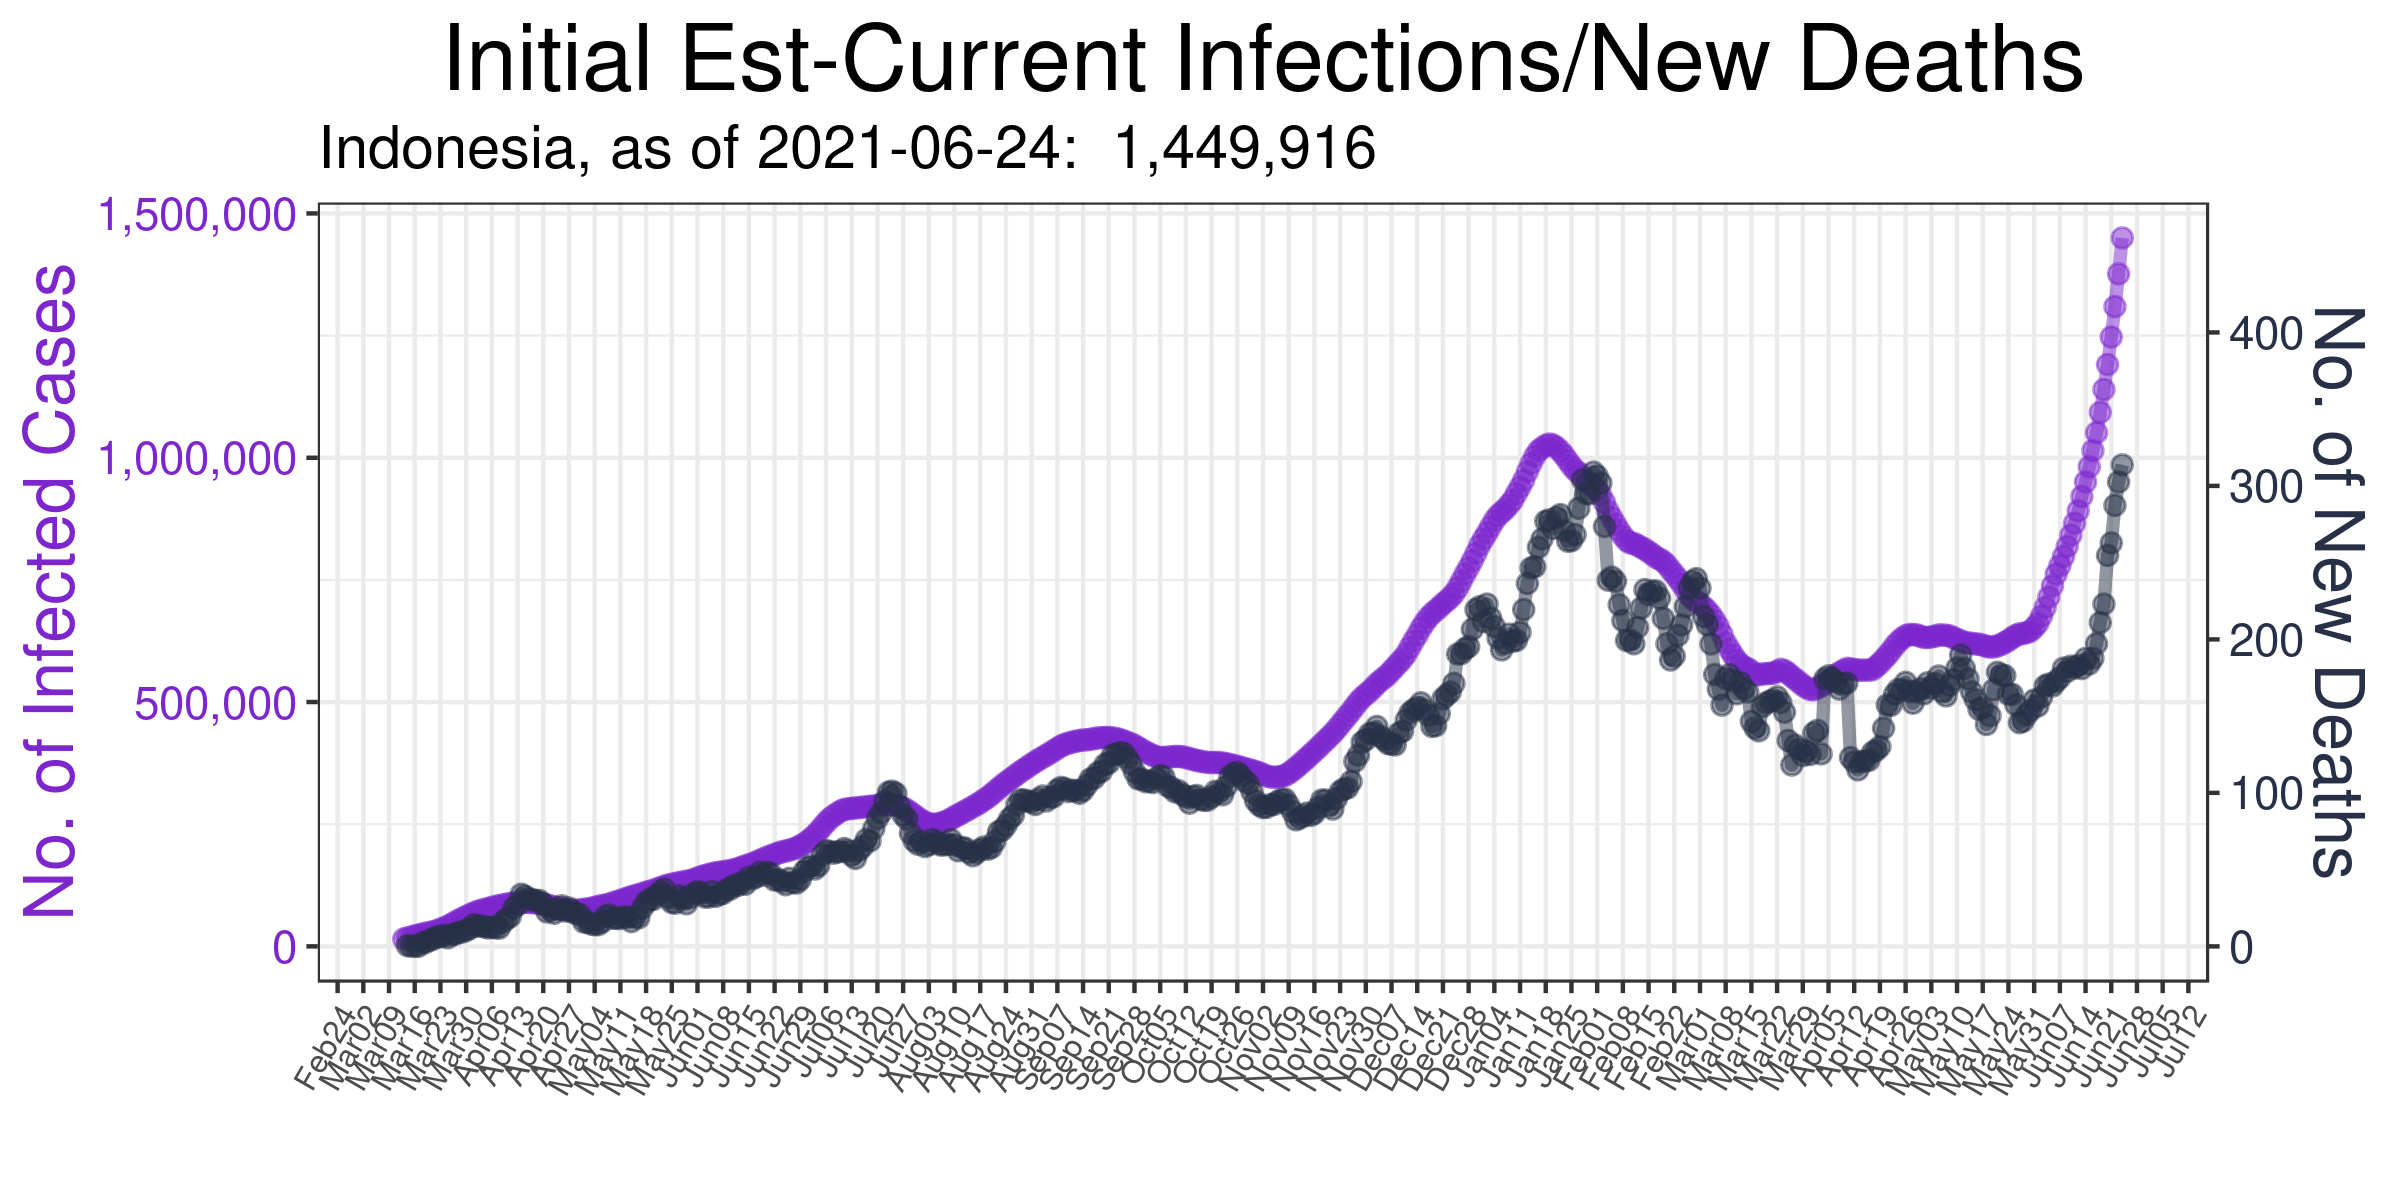 Initial Est-Current Infections/New Deaths
Indonesia, as of 2021-06-24: 1,449,916
No. of Infected Cases
1,500,000
1,000,000
500,000
0
No. of New Deaths
400
300
200
100
0
Feb24
Mar02
Mar09
Mar16
Mar23
Mar30
Apr06
Apr13
Apr20
Apr27
May04
May11
May18
May25
Jun01
Jun08
Jun15
Jun22
Jun29
Jul06
Jul13
Jul20
Jul27
Aug03
Aug10
Aug17
Aug24
Aug31
Sep07
Sep14
Sep21
Sep28
Oct05
Oct12
Oct19
Oct26
Nov02
Nov09
Nov16
Nov23
Nov30
Dec07
Dec14
Dec21
Dec28
Jan04
Jan11
Jan18
Jan25
Feb01
Feb08
Feb15
Feb22
Mar01
Mar08
Mar15
Mar22
Mar29
Apr05
Apr12
Apr19
Apr26
May03
May10
May17
May24
May31
Jun07
Jun14
Jun21
Jun28
Jul05
Jul12